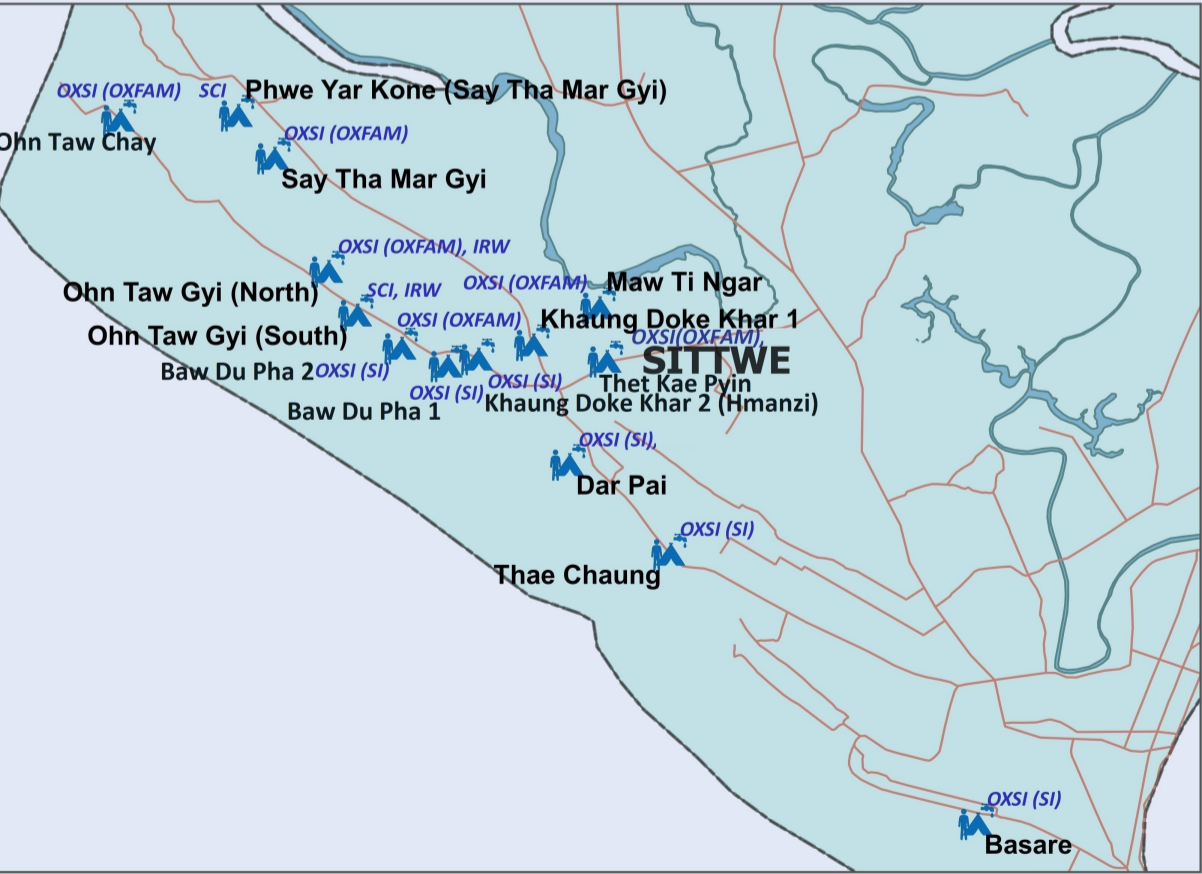 OXSI (OXFAM)
SCI
Phwe Yar Kone (Say Tha Mar Gyi)
Ohn Taw Chay
OXSI (OXFAM)
Say Tha Mar Gyi
OXSI (OXFAM), IRW
Ohn Taw Gyi (North)
SCI, IRW
OXSI (OXFAM)
Maw Ti Ngar
Ohn Taw Gyi (South)
OXSI (OXFAM)
Khaung Doke Khar 1
OXSI(OXFAM),
SITTWE
Baw Du Pha 2
OXSI (SI)
OXSI (SI)
OXSI (SI)
Thet Kae Pyin
Baw Du Pha 1
Khaung Doke Khar 2 (Hmanzi)
OXSI (SI),
Dar Pai
OXSI (SI)
Thae Chaung
OXSI (SI)
Basare